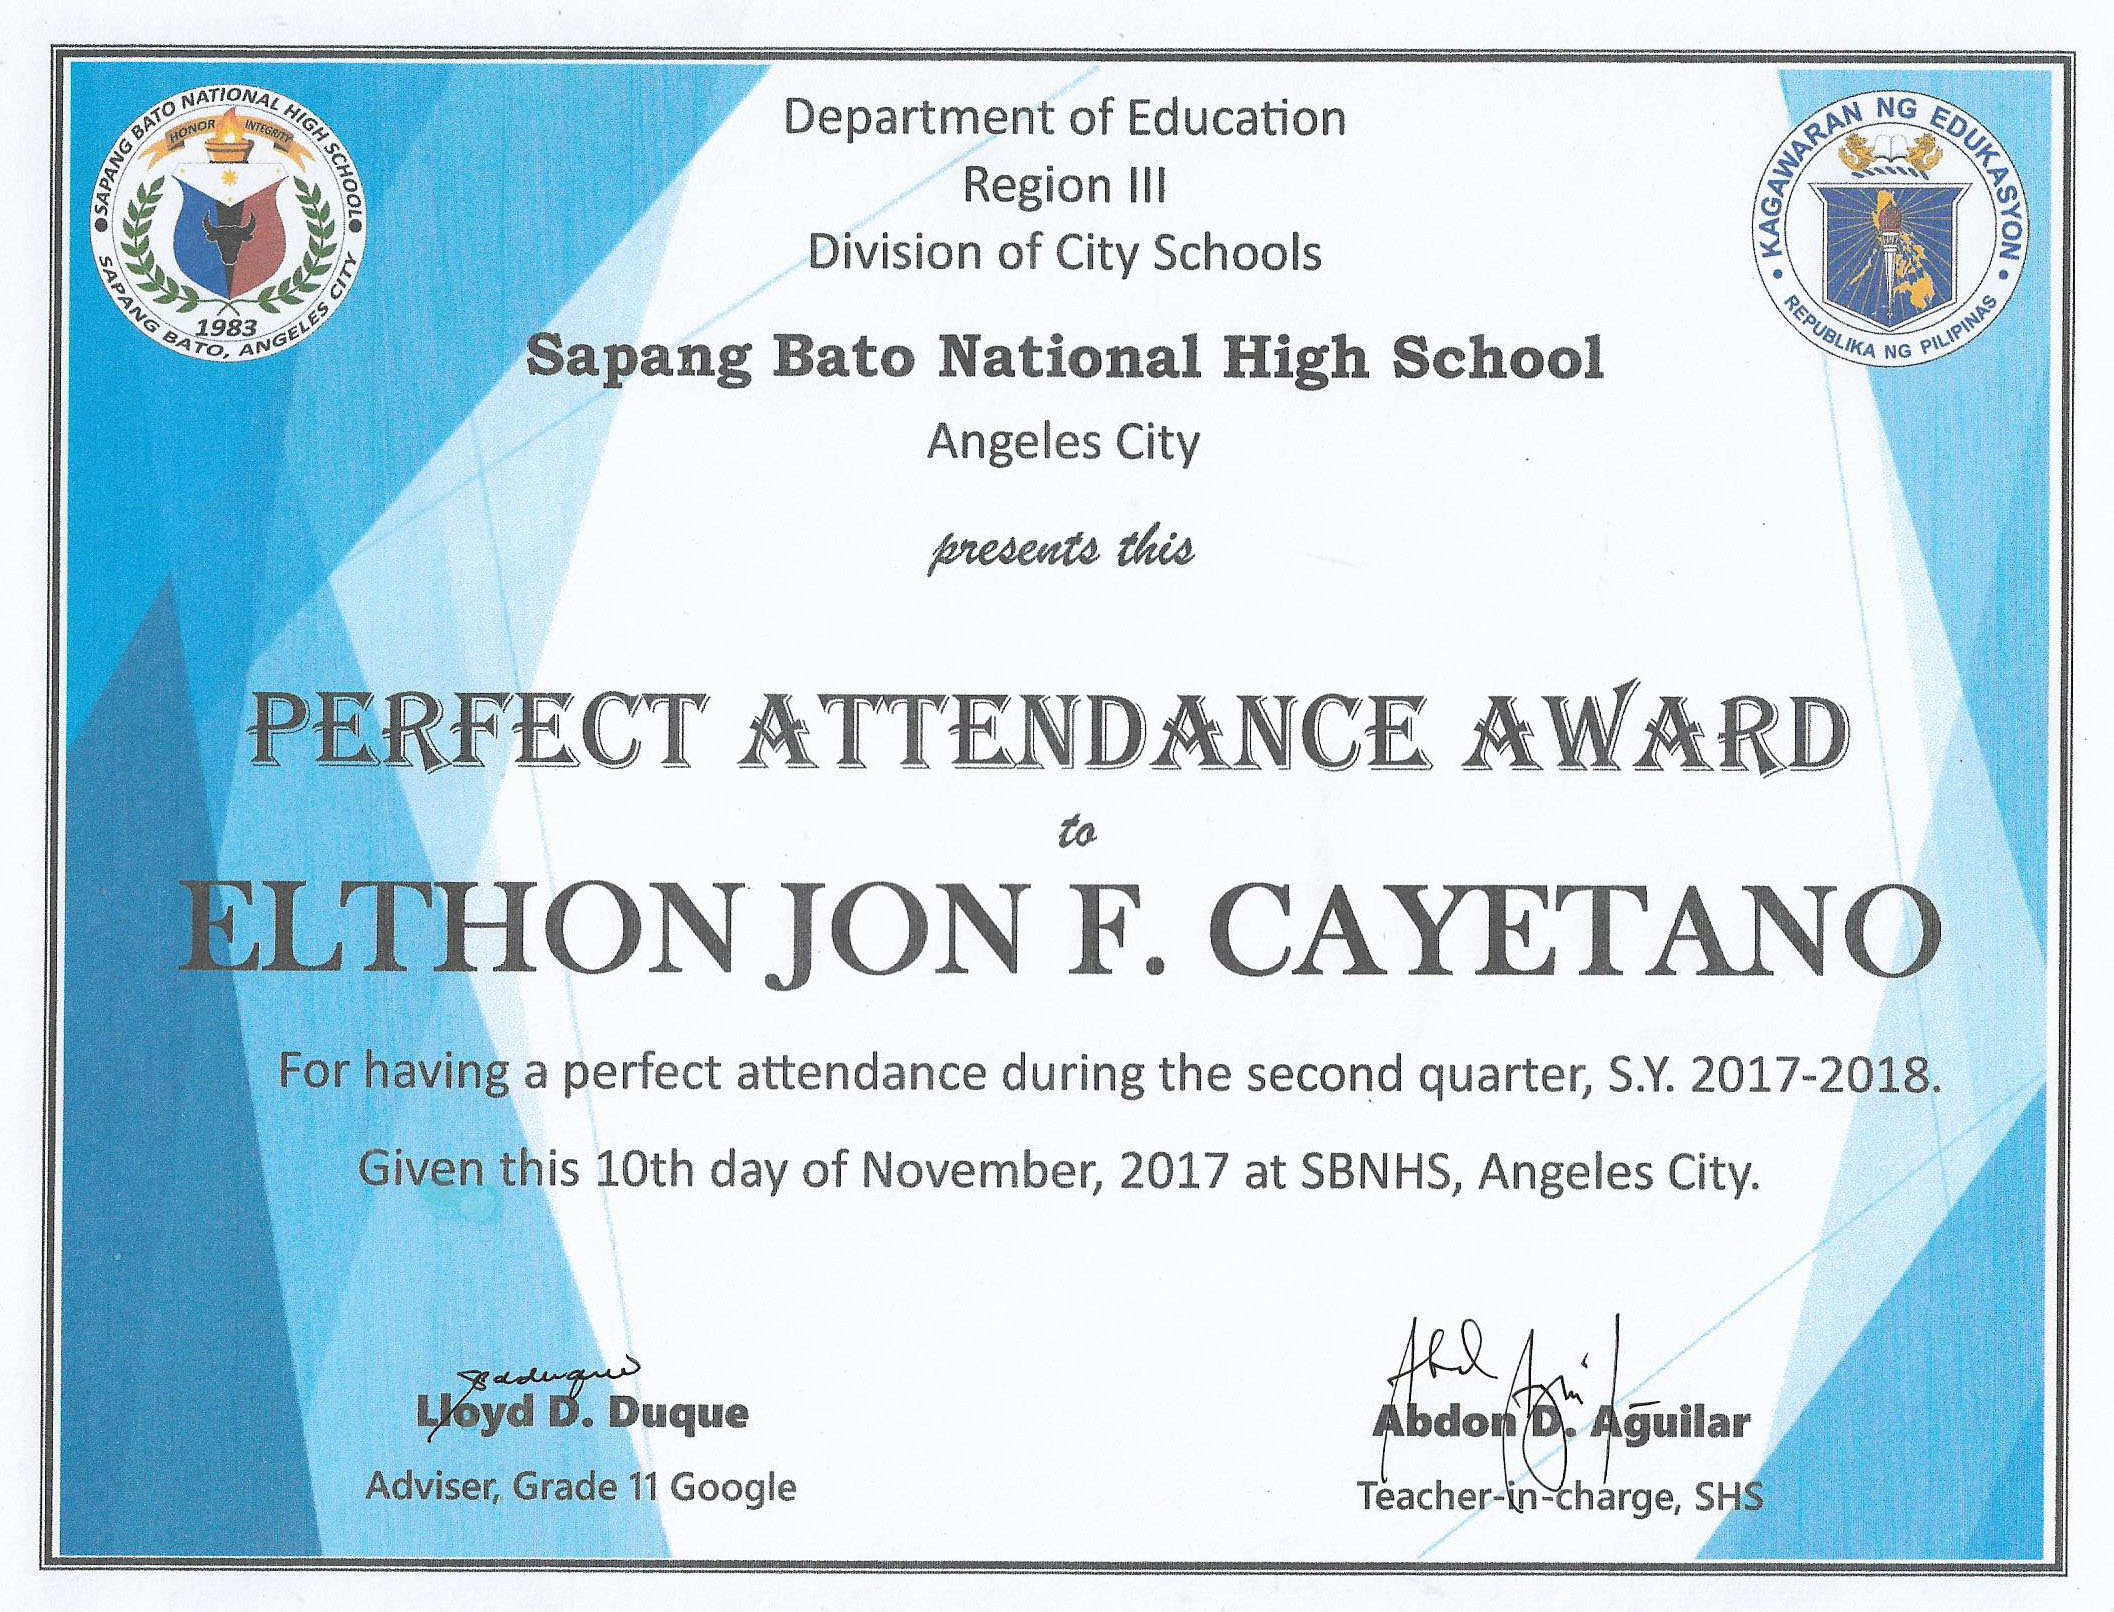 SAPANG BATO NATIONAL HIGH SCHOOL
HONOR INTEGRITY
1983
SAPANG BATO, ANGELES CITY
KAGAWARAN NG EDUKASYON
REPUBLIKA NG PILIPINAS
Department of Education
Region III
Division of City Schools
Sapang Bato National High School
Angeles City
presents this
PERFECT ATTENDANCE AWARD
to
ELTHON JON F. CAYETANO
For having a perfect attendance during the second quarter, S.Y. 2017-2018.
Given this 10th day of November, 2017 at SBNHS, Angeles City.
Lloyd D. Duque
Adviser, Grade 11 Google
Abdon D. Aguilar
Teacher-in-charge, SHS